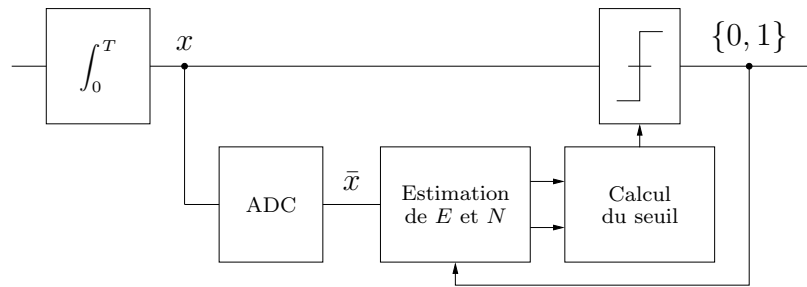 ∫₀ᵀ
x
{0, 1}
ADC
x̄
Estimation
de E et N
Calcul
du seuil